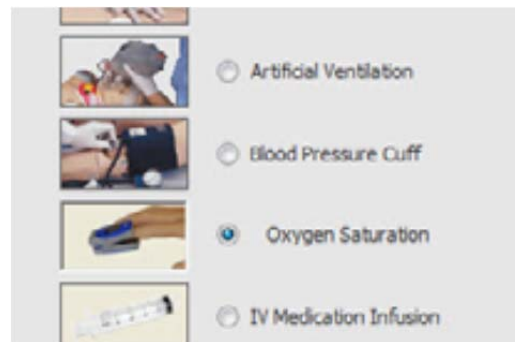 Artificial Ventilation
Blood Pressure Cuff
Oxygen Saturation
IV Medication Infusion